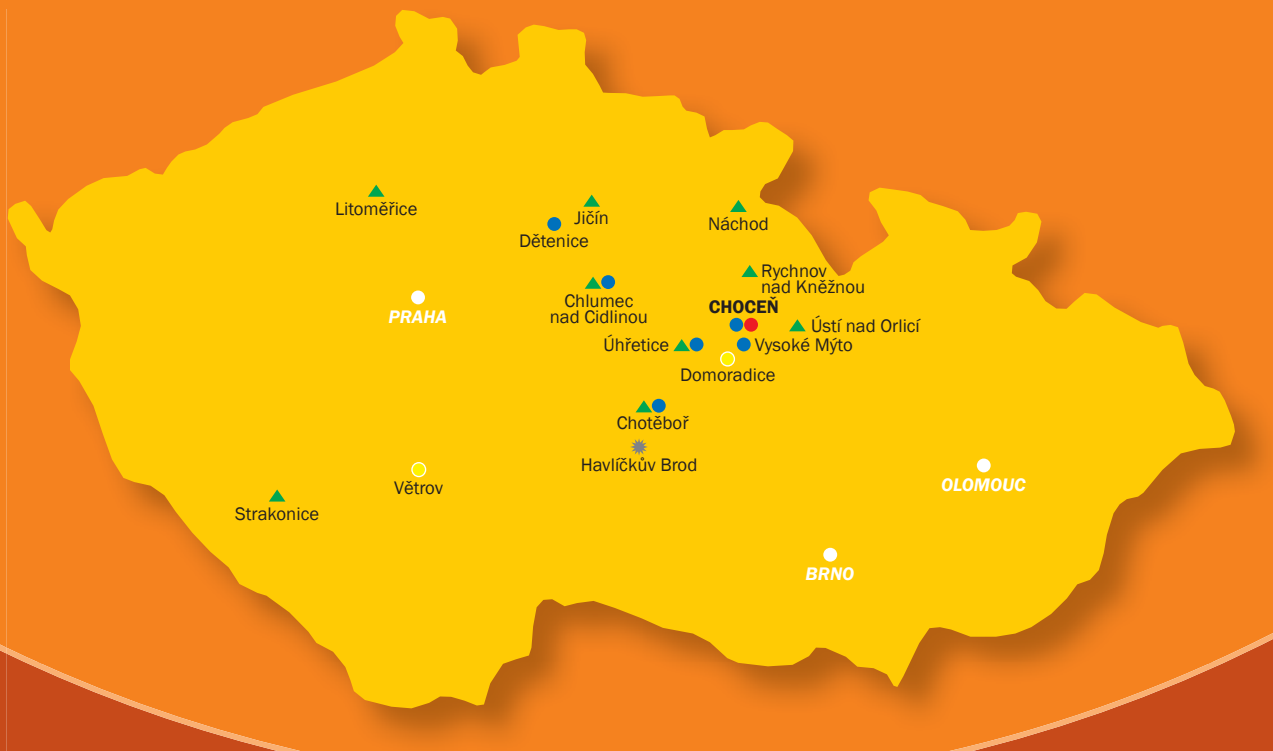 Litoměřice
Jičín
Náchod
Dětenice
Rychnov
nad Kněžnou
Chlumec
nad Cidlinou
CHOCEŇ
PRAHA
Ústí nad Orlicí
Úhřetice
Vysoké Mýto
Domoradice
Chotěboř
Havlíčkův Brod
Větrov
OLOMOUC
Strakonice
BRNO